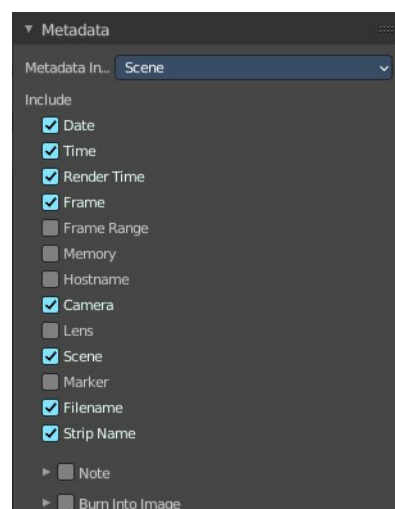 Metadata
Metadata In... Scene
Include
Date
Time
Render Time
Frame
Frame Range
Memory
Hostname
Camera
Lens
Scene
Marker
Filename
Strip Name
Note
Burn Into Image